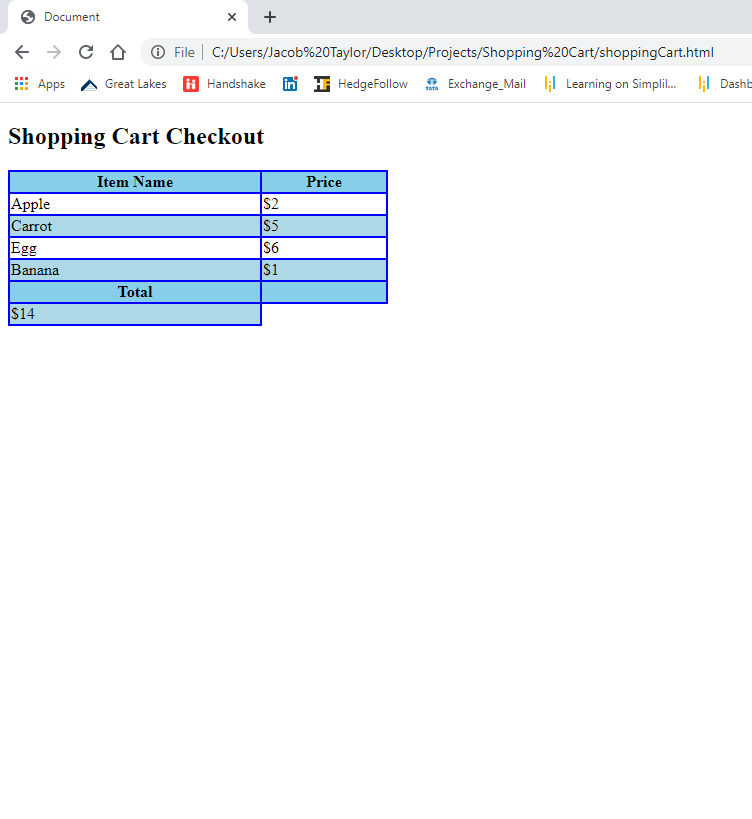 Document
File C:/Users/Jacob%20Taylor/Desktop/Projects/Shopping%20Cart/shoppingCart.html
Apps Great Lakes Handshake in HF HedgeFollow TATA Exchange_Mail Learning on Simplil... Dashb
Shopping Cart Checkout
Item Name Price
Apple $2
Carrot $5
Egg $6
Banana $1
Total
$14